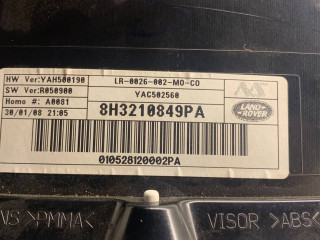 HW Ver:YAH500190
LR-0026-002-MO-CO
SW Ver:R050900
YAC502560
Homo #: A0081
30/01/08 21:05
8H3210849PA
LAND
ROVER
010528120002PA
VS >PMMA<
VISOR >ABS<